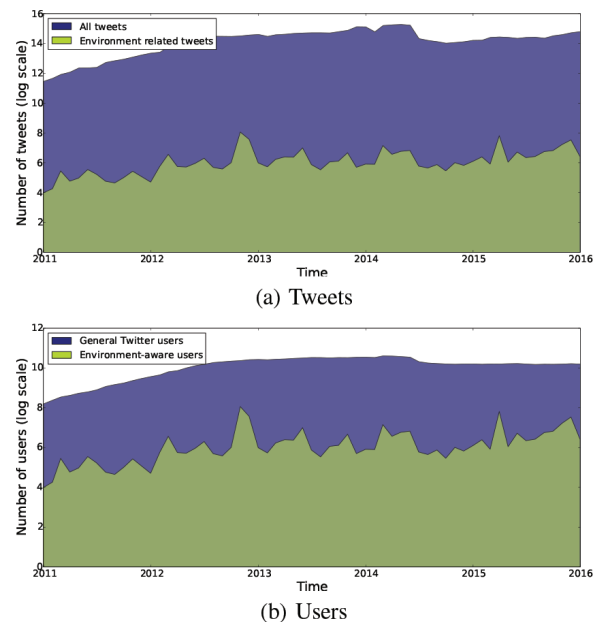 16
14
12
10
8
6
4
2
0
Number of tweets (log scale)
All tweets
Environment related tweets
2011 2012 2013 2014 2015 2016
Time
(a) Tweets
12
10
8
6
4
2
0
Number of users (log scale)
General Twitter users
Environment-aware users
2011 2012 2013 2014 2015 2016
Time
(b) Users